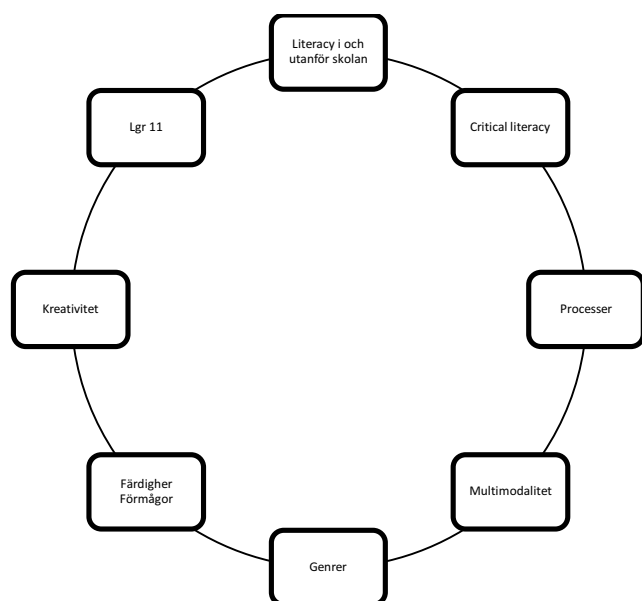 Literacy i och
utanför skolan
Critical literacy
Processer
Multimodalitet
Genrer
Färdigher
Förmågor
Kreativitet
Lgr 11